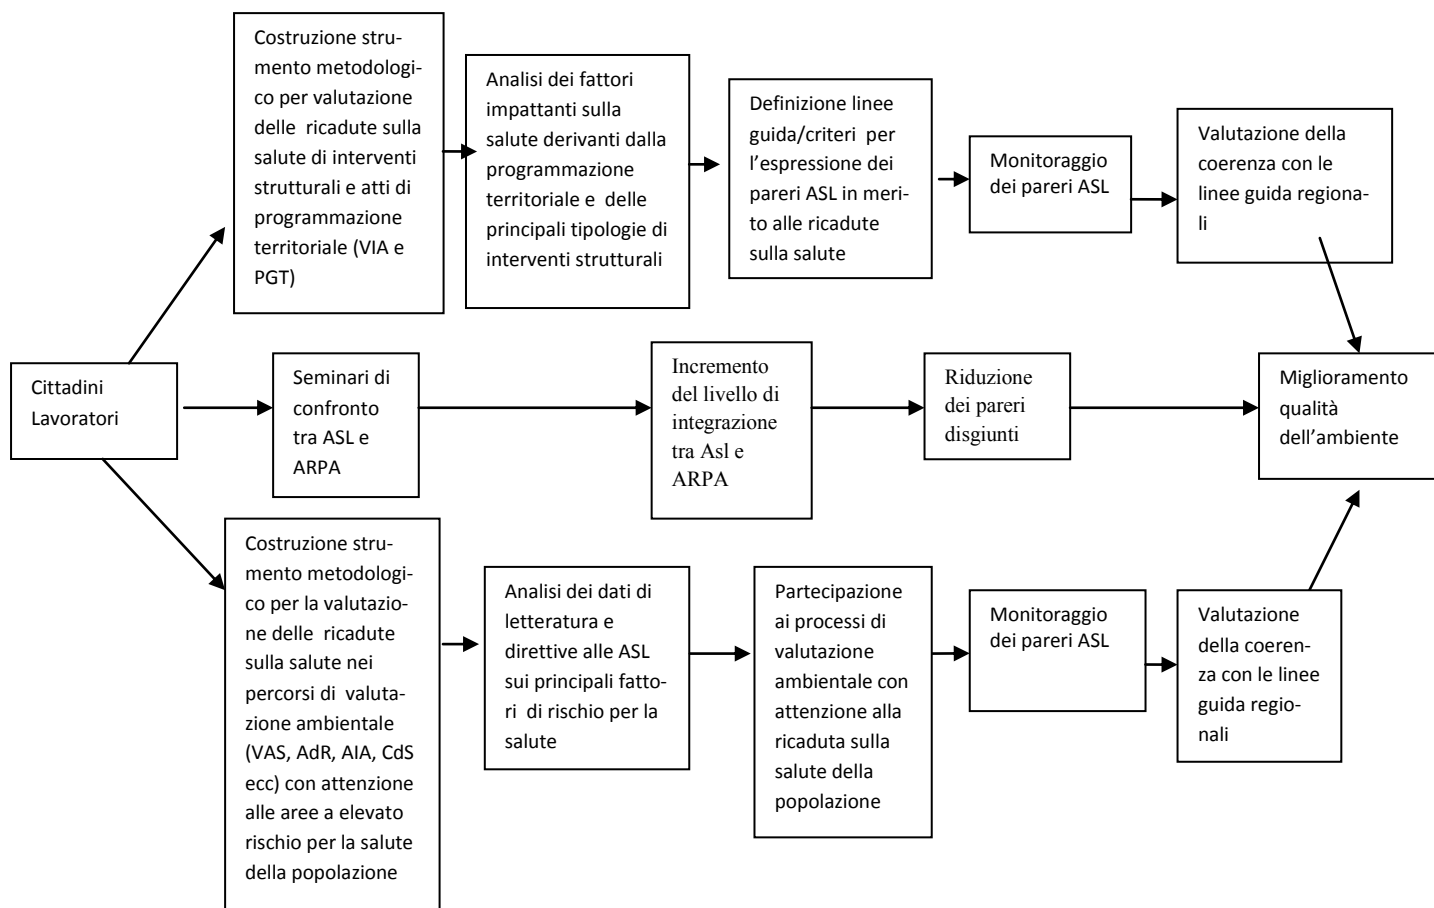 Costruzione stru-
mento metodologi-
co per valutazione
delle ricadute sulla
salute di interventi
strutturali e atti di
programmazione
territoriale (VIA e
PGT)
Analisi dei fattori
impattanti sulla
salute derivanti dalla
programmazione
territoriale e delle
principali tipologie di
interventi strutturali
Definizione linee
guida/criteri per
l’espressione dei
pareri ASL in meri-
to alle ricadute
sulla salute
Monitoraggio
dei pareri ASL
Valutazione della
coerenza con le
linee guida regiona-
li
Cittadini
Lavoratori
Seminari di
confronto
tra ASL e
ARPA
Incremento
del livello di
integrazione
tra Asl e
ARPA
Riduzione
dei pareri
disgiunti
Miglioramento
qualità
dell’ambiente
Costruzione stru-
mento metodologi-
co per la valutazio-
ne delle ricadute
sulla salute nei
percorsi di valuta-
zione ambientale
(VAS, AdR, AIA, CdS
ecc) con attenzione
alle aree a elevato
rischio per la salute
della popolazione
Analisi dei dati di
letteratura e
direttive alle ASL
sui principali fatto-
ri di rischio per la
salute
Partecipazione
ai processi di
valutazione
ambientale con
attenzione alla
ricaduta sulla
salute della
popolazione
Monitoraggio
dei pareri ASL
Valutazione
della coeren-
za con le linee
guida regio-
nali